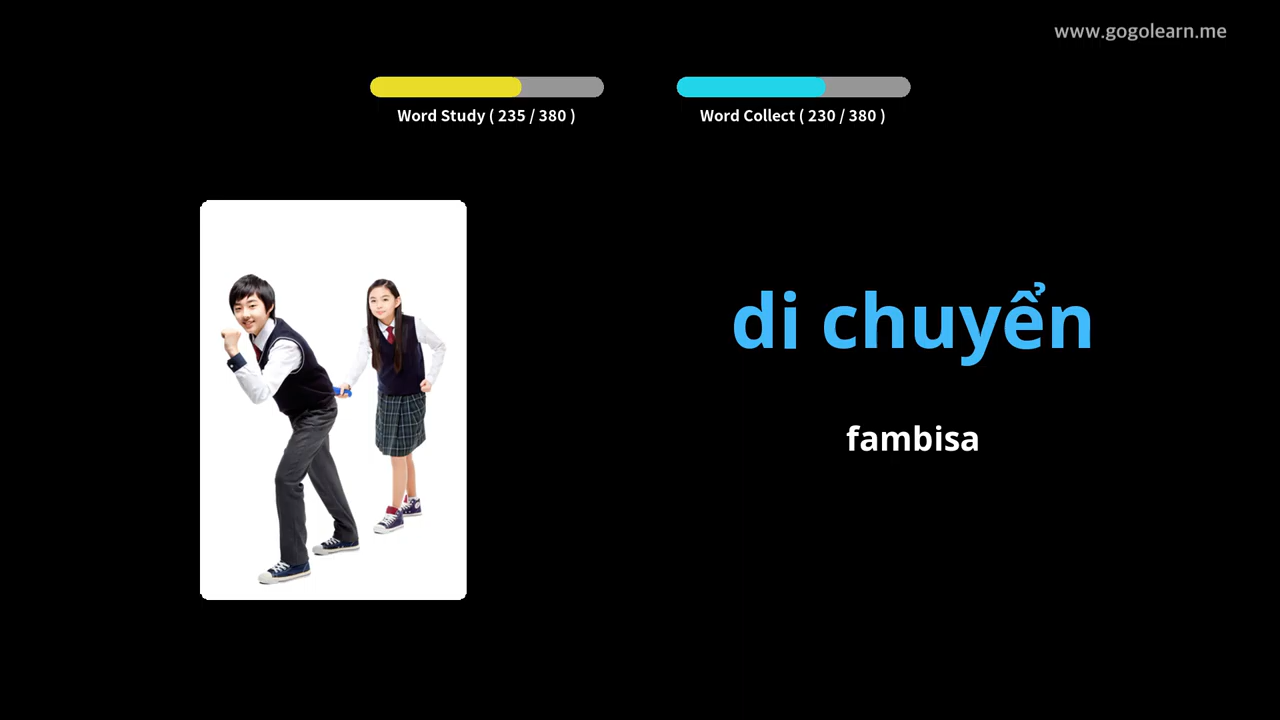 www.gogolearn.me
Word Study ( 235 / 380 )
Word Collect ( 230 / 380 )
di chuyển
fambisa